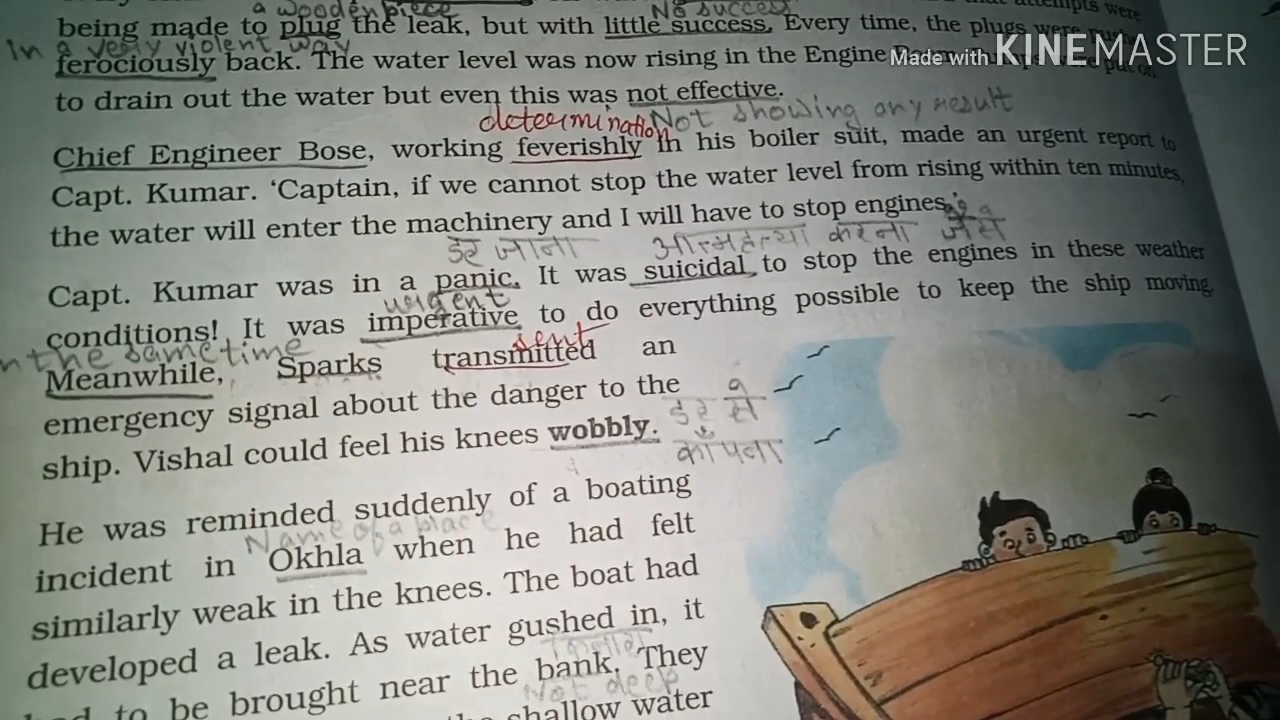 attempts were
a wooden piece No success
being made to plug the leak, but with little success. Every time, the plugs were
In a very violent way
ferociously back. The water level was now rising in the Engine
Made with KINEMASTER
to drain out the water but even this was not effective.
determination Not showing any result
Chief Engineer Bose, working feverishly in his boiler suit, made an urgent report to
Capt. Kumar. ‘Captain, if we cannot stop the water level from rising within ten minutes,
the water will enter the machinery and I will have to stop engines.’
डर जाना आत्महत्या करना जैसे
Capt. Kumar was in a panic. It was suicidal to stop the engines in these weather
urgent
conditions! It was imperative to do everything possible to keep the ship moving.
In the same time sent
Meanwhile, Sparks transmitted an
emergency signal about the danger to the
ship. Vishal could feel his knees wobbly.
डर से
कापना
He was reminded suddenly of a boating
Name of a place
incident in Okhla when he had felt
similarly weak in the knees. The boat had
developed a leak. As water gushed in, it
to be brought near the bank. They
Not deep
shallow water